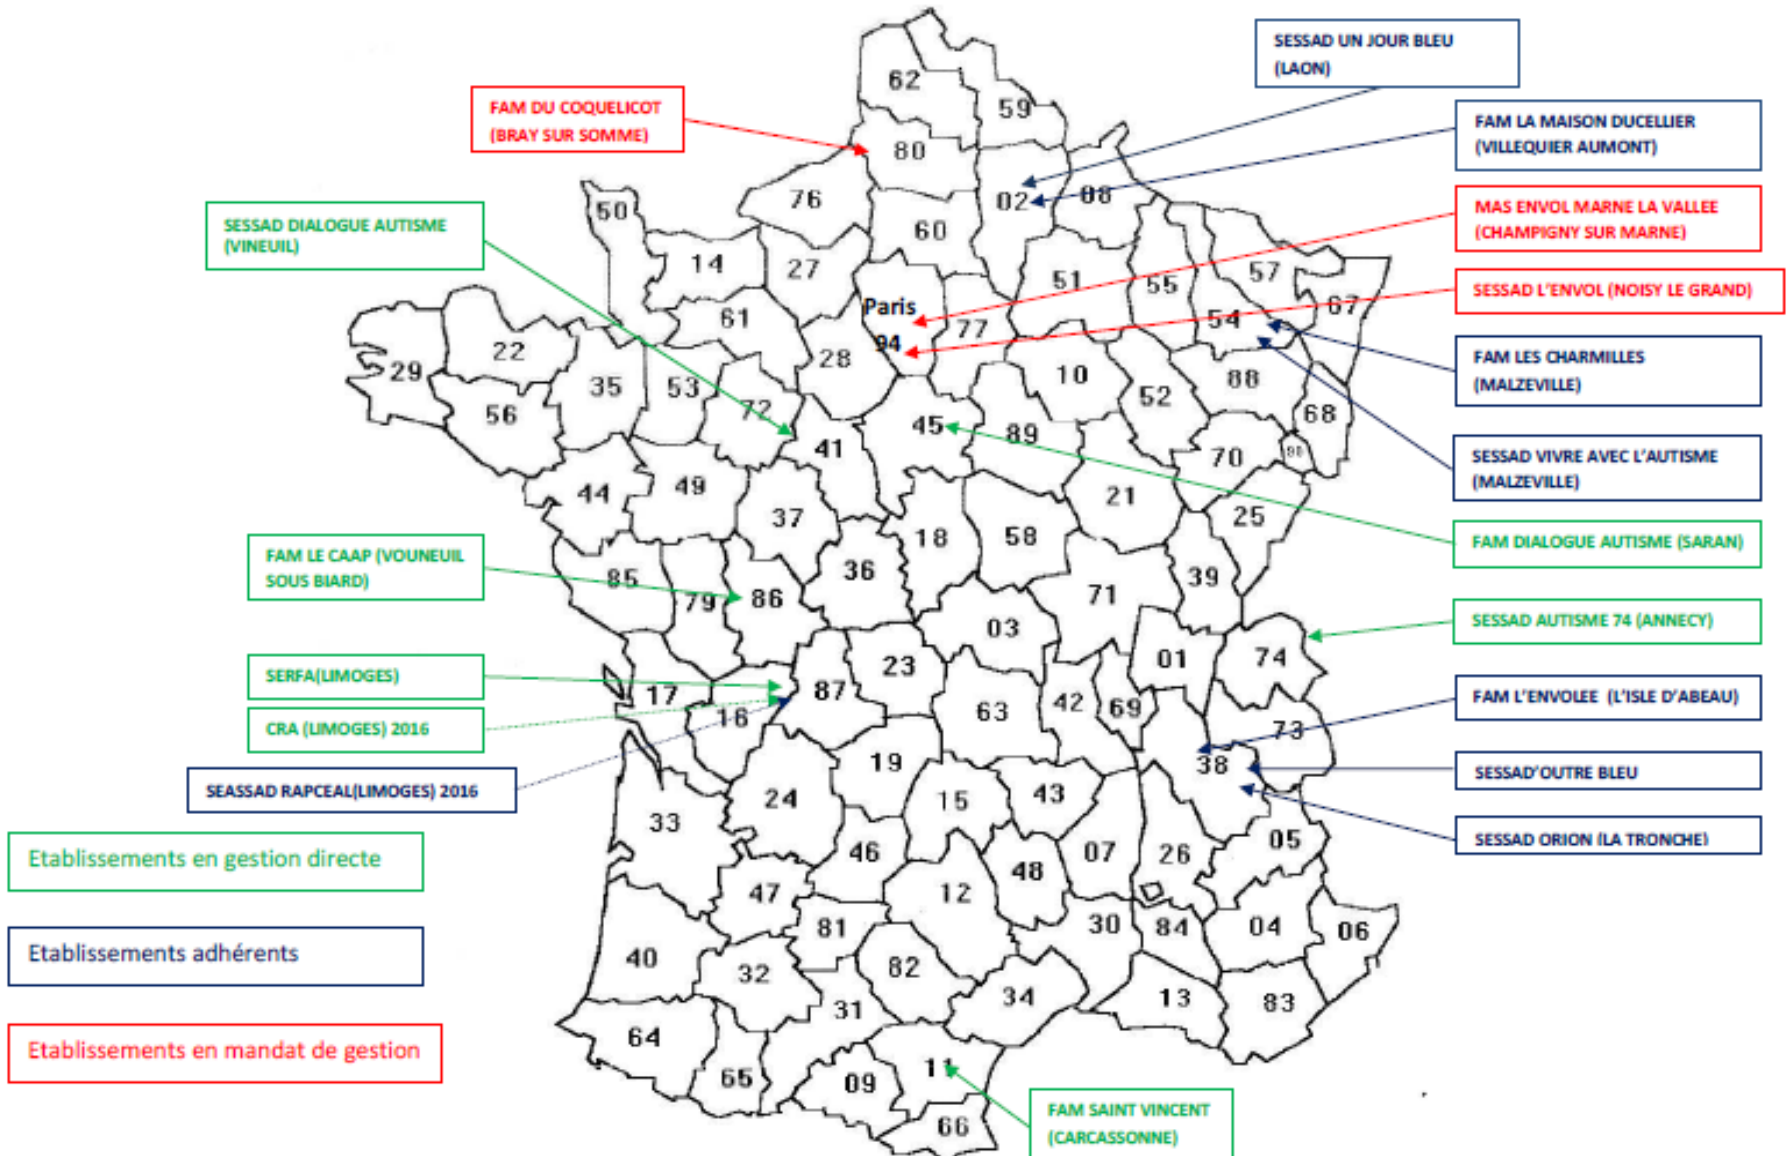 SESSAD UN JOUR BLEU
(LAON)
FAM DU COQUELICOT
(BRAY SUR SOMME)
FAM LA MAISON DUCELLIER
(VILLEQUIER AUMONT)
SESSAD DIALOGUE AUTISME
(VINEUIL)
MAS ENVOL MARNE LA VALLEE
(CHAMPIGNY SUR MARNE)
SESSAD L'ENVOL (NOISY LE GRAND)
FAM LES CHARMILLES
(MALZEVILLE)
SESSAD VIVRE AVEC L'AUTISME
(MALZEVILLE)
FAM LE CAAP (VOUNEUIL
SOUS BIARD)
FAM DIALOGUE AUTISME (SARAN)
SESSAD AUTISME 74 (ANNECY)
SERFA(LIMOGES)
CRA (LIMOGES) 2016
SEASSAD RAPCEAL(LIMOGES) 2016
FAM L'ENVOLEE (L'ISLE D'ABEAU)
SESSAD'OUTRE BLEU
SESSAD ORION (LA TRONCHE)
FAM SAINT VINCENT
(CARCASSONNE)
Etablissements en gestion directe
Etablissements adhérents
Etablissements en mandat de gestion
62
59
80
76
02
08
50
60
14
27
51
55
57
67
Paris
94
77
54
61
28
22
29
35
53
72
10
52
88
68
56
45
89
41
70
44
49
37
21
25
18
58
36
85
79
86
71
39
03
23
01
74
17
16
87
63
42
69
73
38
19
24
15
43
33
46
48
07
26
05
47
12
81
30
84
04
06
40
32
82
34
13
83
31
64
65
09
11
66